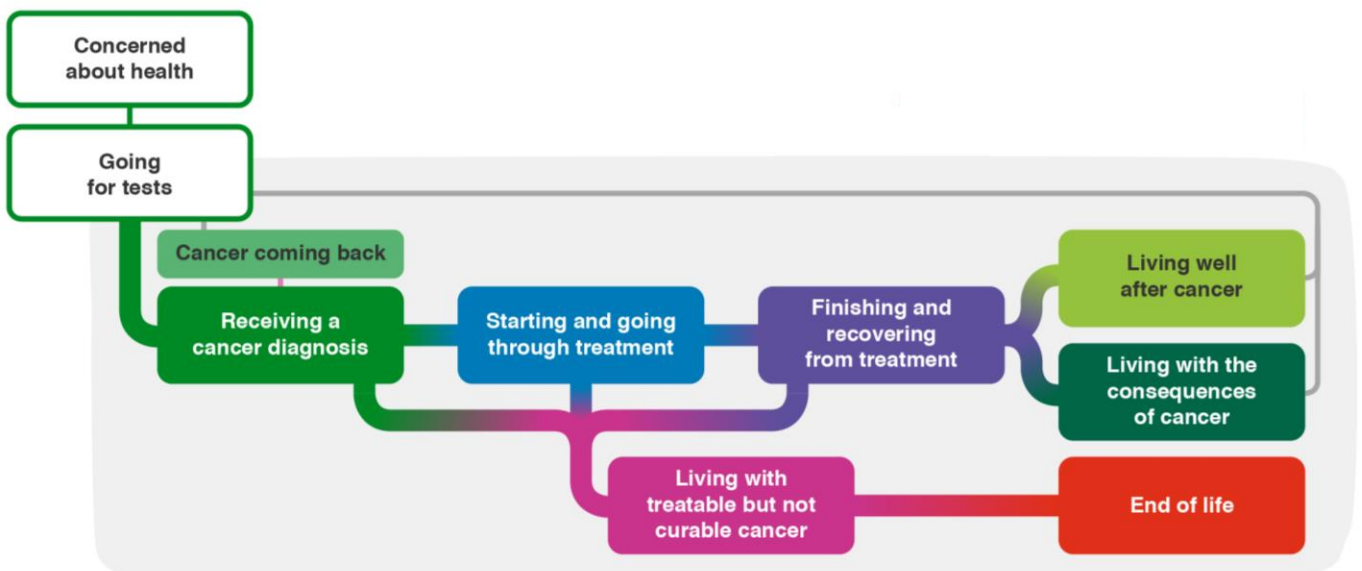 Concerned
about health
Going
for tests
Cancer coming back
Receiving a
cancer diagnosis
Starting and going
through treatment
Finishing and
recovering
from treatment
Living well
after cancer
Living with the
consequences
of cancer
Living with
treatable but not
curable cancer
End of life